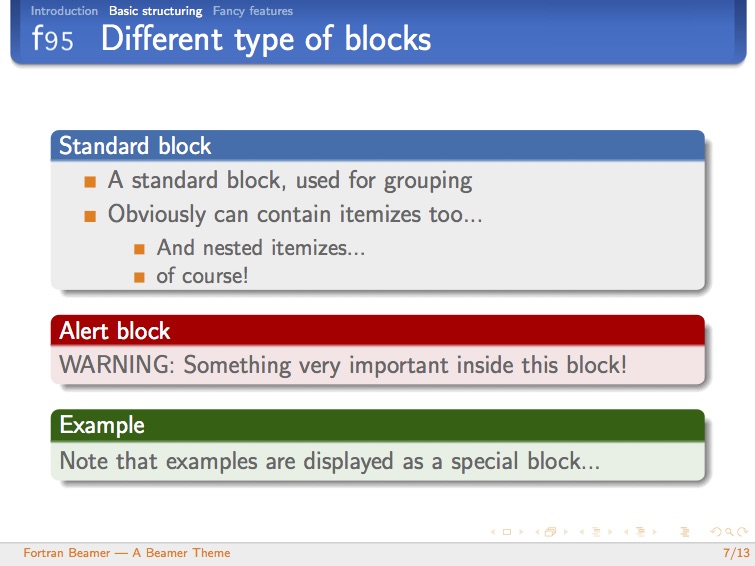 Introduction Basic structuring Fancy features
f95 Different type of blocks
Standard block
A standard block, used for grouping
Obviously can contain itemizes too...
And nested itemizes...
of course!
Alert block
WARNING: Something very important inside this block!
Example
Note that examples are displayed as a special block...
Fortran Beamer — A Beamer Theme 7/13